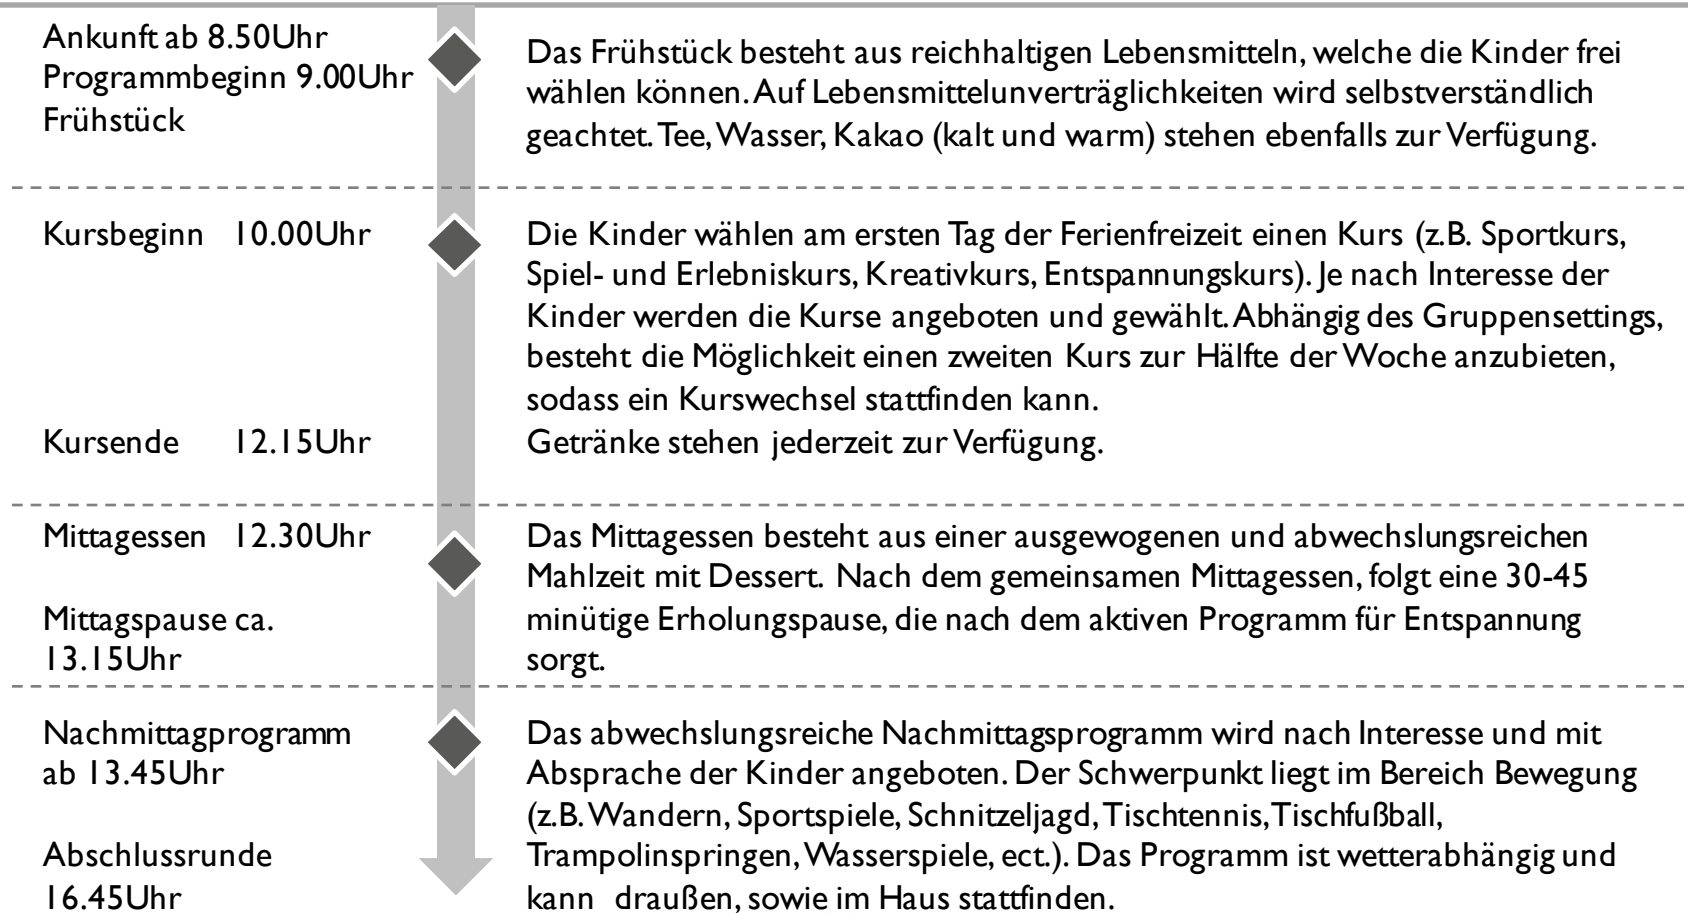 Ankunft ab 8.50Uhr
Programmbeginn 9.00Uhr
Frühstück
Das Frühstück besteht aus reichhaltigen Lebensmitteln, welche die Kinder frei
wählen können. Auf Lebensmittelunverträglichkeiten wird selbstverständlich
geachtet. Tee, Wasser, Kakao (kalt und warm) stehen ebenfalls zur Verfügung.
Kursbeginn 10.00Uhr
Die Kinder wählen am ersten Tag der Ferienfreizeit einen Kurs (z.B. Sportkurs,
Spiel- und Erlebniskurs, Kreativkurs, Entspannungskurs). Je nach Interesse der
Kinder werden die Kurse angeboten und gewählt. Abhängig des Gruppensettings,
besteht die Möglichkeit einen zweiten Kurs zur Hälfte der Woche anzubieten,
sodass ein Kurswechsel stattfinden kann.
Kursende 12.15Uhr
Getränke stehen jederzeit zur Verfügung.
Mittagessen 12.30Uhr
Mittagspause ca.
13.15Uhr
Das Mittagessen besteht aus einer ausgewogenen und abwechslungsreichen
Mahlzeit mit Dessert. Nach dem gemeinsamen Mittagessen, folgt eine 30-45
minütige Erholungspause, die nach dem aktiven Programm für Entspannung
sorgt.
Nachmittagprogramm
ab 13.45Uhr
Abschlussrunde
16.45Uhr
Das abwechslungsreiche Nachmittagsprogramm wird nach Interesse und mit
Absprache der Kinder angeboten. Der Schwerpunkt liegt im Bereich Bewegung
(z.B. Wandern, Sportspiele, Schnitzeljagd, Tischtennis, Tischfußball,
Trampolinspringen, Wasserspiele, ect.). Das Programm ist wetterabhängig und
kann draußen, sowie im Haus stattfinden.